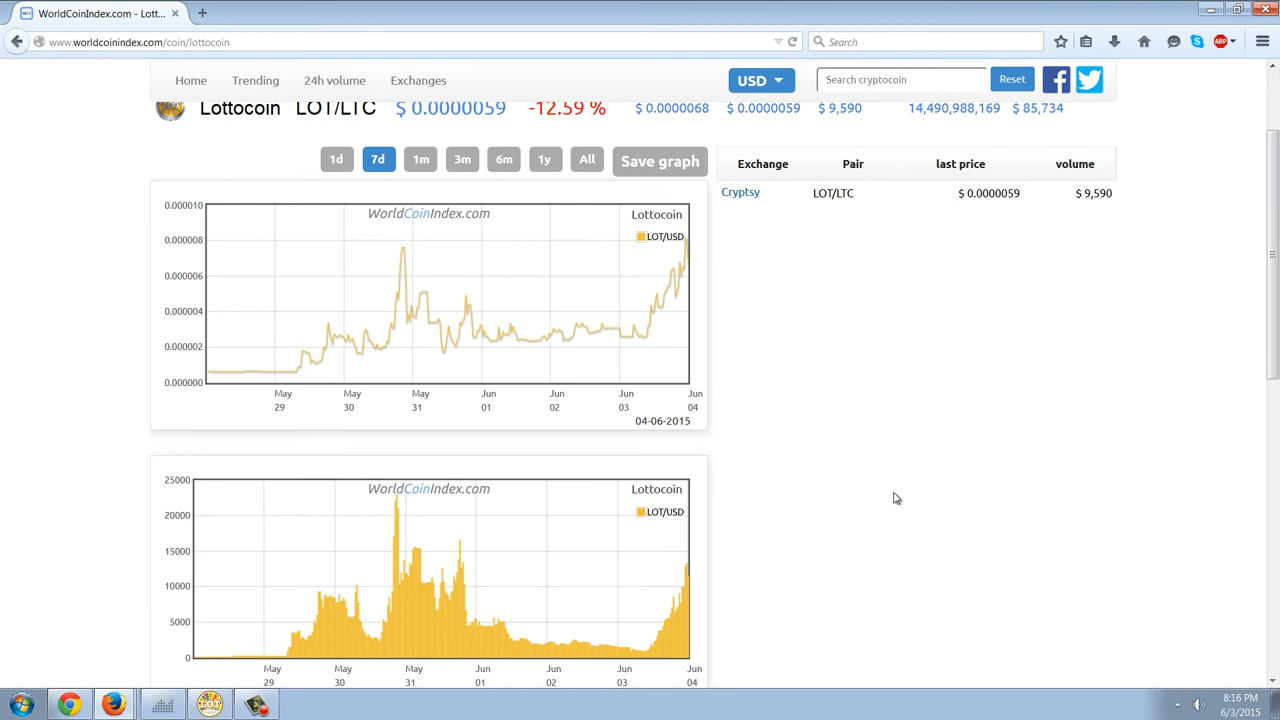 WorldCoinIndex.com - Lott...
www.worldcoinindex.com/coin/lottocoin
Search
ABP
Home Trending 24h volume Exchanges USD Search cryptocoin Reset
Lottocoin LOT/LTC $ 0.0000059 -12.59 % $ 0.0000068 $ 0.0000059 $ 9,590 14,490,988,169 $ 85,734
1d 7d 1m 3m 6m 1y All Save graph
Exchange Pair last price volume
Cryptsy LOT/LTC $ 0.0000059 $ 9,590
WorldCoinIndex.com
Lottocoin
LOT/USD
0.000010
0.000008
0.000006
0.000004
0.000002
0.000000
May May May Jun Jun Jun Jun
29 30 31 01 02 03 04
04-06-2015
WorldCoinIndex.com
Lottocoin
LOT/USD
25000
20000
15000
10000
5000
0
May May May Jun Jun Jun Jun
29 30 31 01 02 03 04
LOT
8:16 PM
6/3/2015